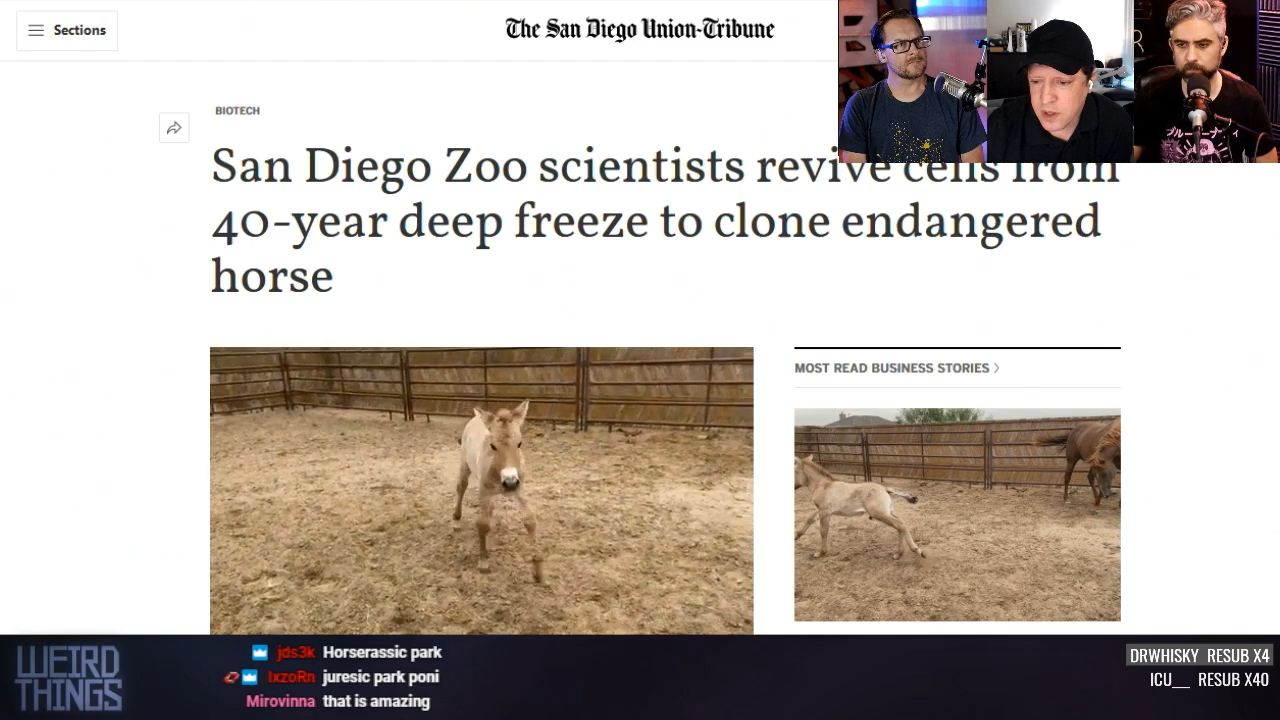 Sections
The San Diego Union-Tribune
BIOTECH
San Diego Zoo scientists revive cells from
40-year deep freeze to clone endangered
horse
MOST READ BUSINESS STORIES
WEIRD
THINGS
jds3k Horserassic park
lxzoRn juresic park poni
Mirovinna that is amazing
DRWHISKY RESUB X4
ICU__ RESUB X40